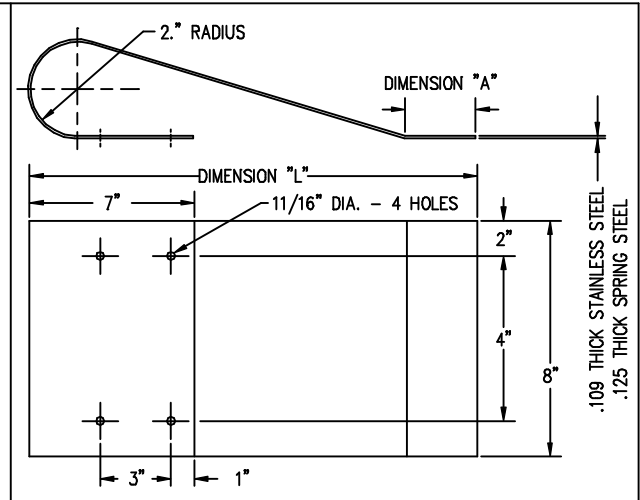 2." RADIUS
DIMENSION "A"
DIMENSION "L"
7"
11/16" DIA. - 4 HOLES
2"
4"
8"
3"
1"
.109 THICK STAINLESS STEEL
.125 THICK SPRING STEEL